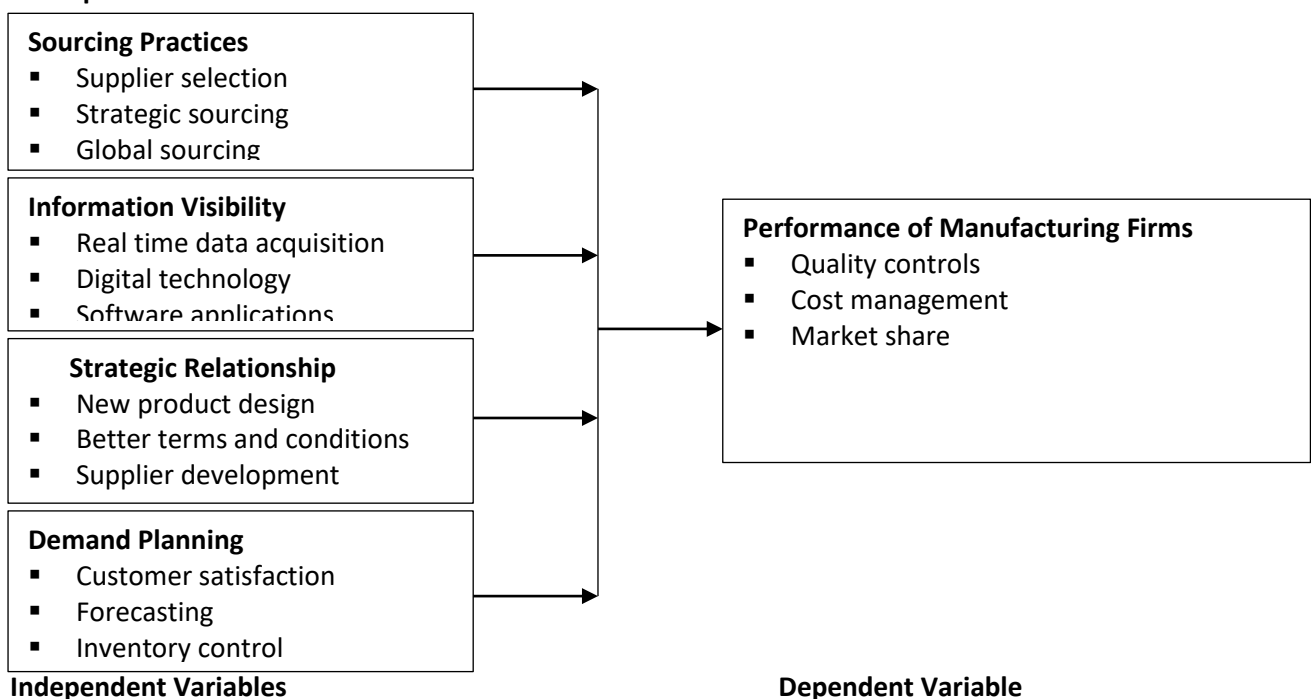 Sourcing Practices
▪ Supplier selection
▪ Strategic sourcing
▪ Global sourcing
Information Visibility
▪ Real time data acquisition
▪ Digital technology
▪ Software applications
Strategic Relationship
▪ New product design
▪ Better terms and conditions
▪ Supplier development
Demand Planning
▪ Customer satisfaction
▪ Forecasting
▪ Inventory control
Independent Variables
Performance of Manufacturing Firms
▪ Quality controls
▪ Cost management
▪ Market share
Dependent Variable